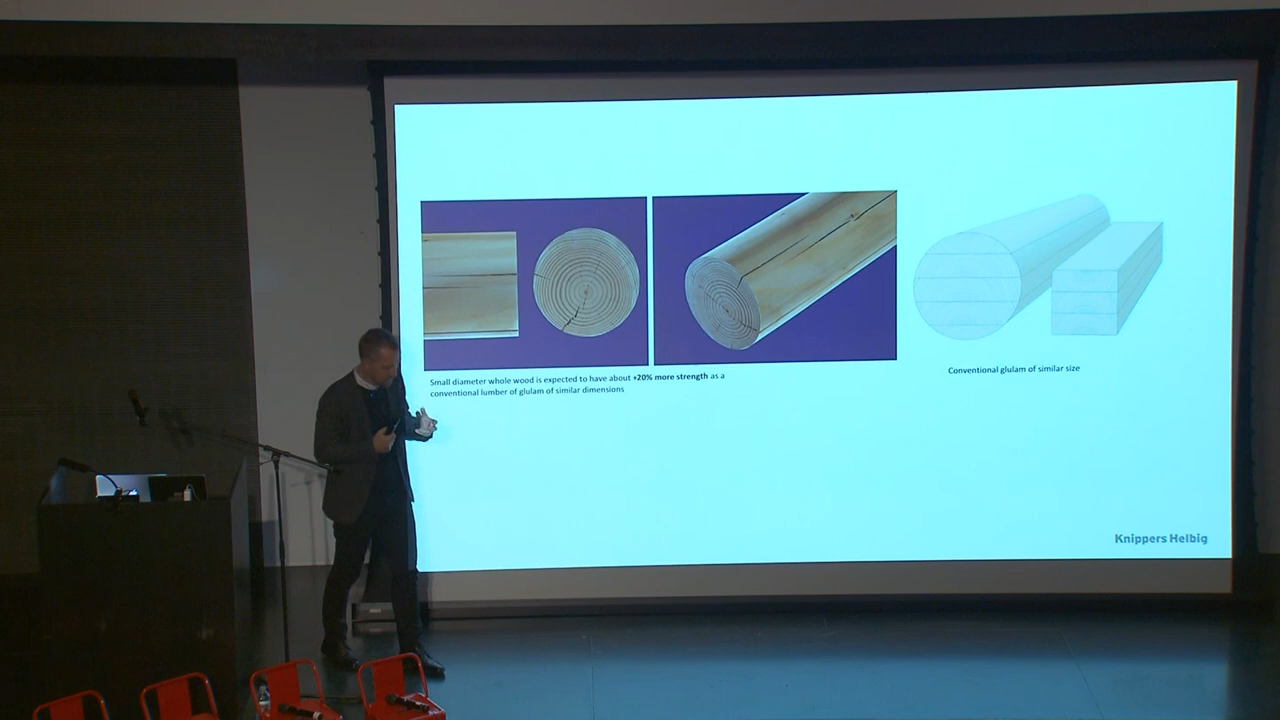 Small diameter whole wood is expected to have about +20% more strength as a
conventional lumber of glulam of similar dimensions
Conventional glulam of similar size
Knippers Helbig